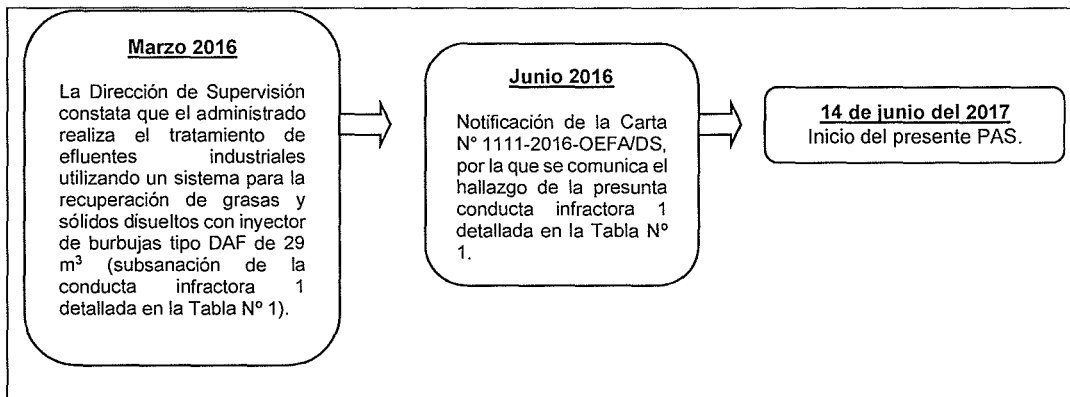 Marzo 2016
La Dirección de Supervisión
constata que el administrado
realiza el tratamiento de
efluentes industriales
utilizando un sistema para la
recuperación de grasas y
sólidos disueltos con inyector
de burbujas tipo DAF de 29
m³ (subsanación de la
conducta infractora 1
detallada en la Tabla Nº 1).
Junio 2016
Notificación de la Carta
N° 1111-2016-OEFA/DS,
por la que se comunica el
hallazgo de la presunta
conducta infractora 1
detallada en la Tabla Nº
1.
14 de junio del 2017
Inicio del presente PAS.